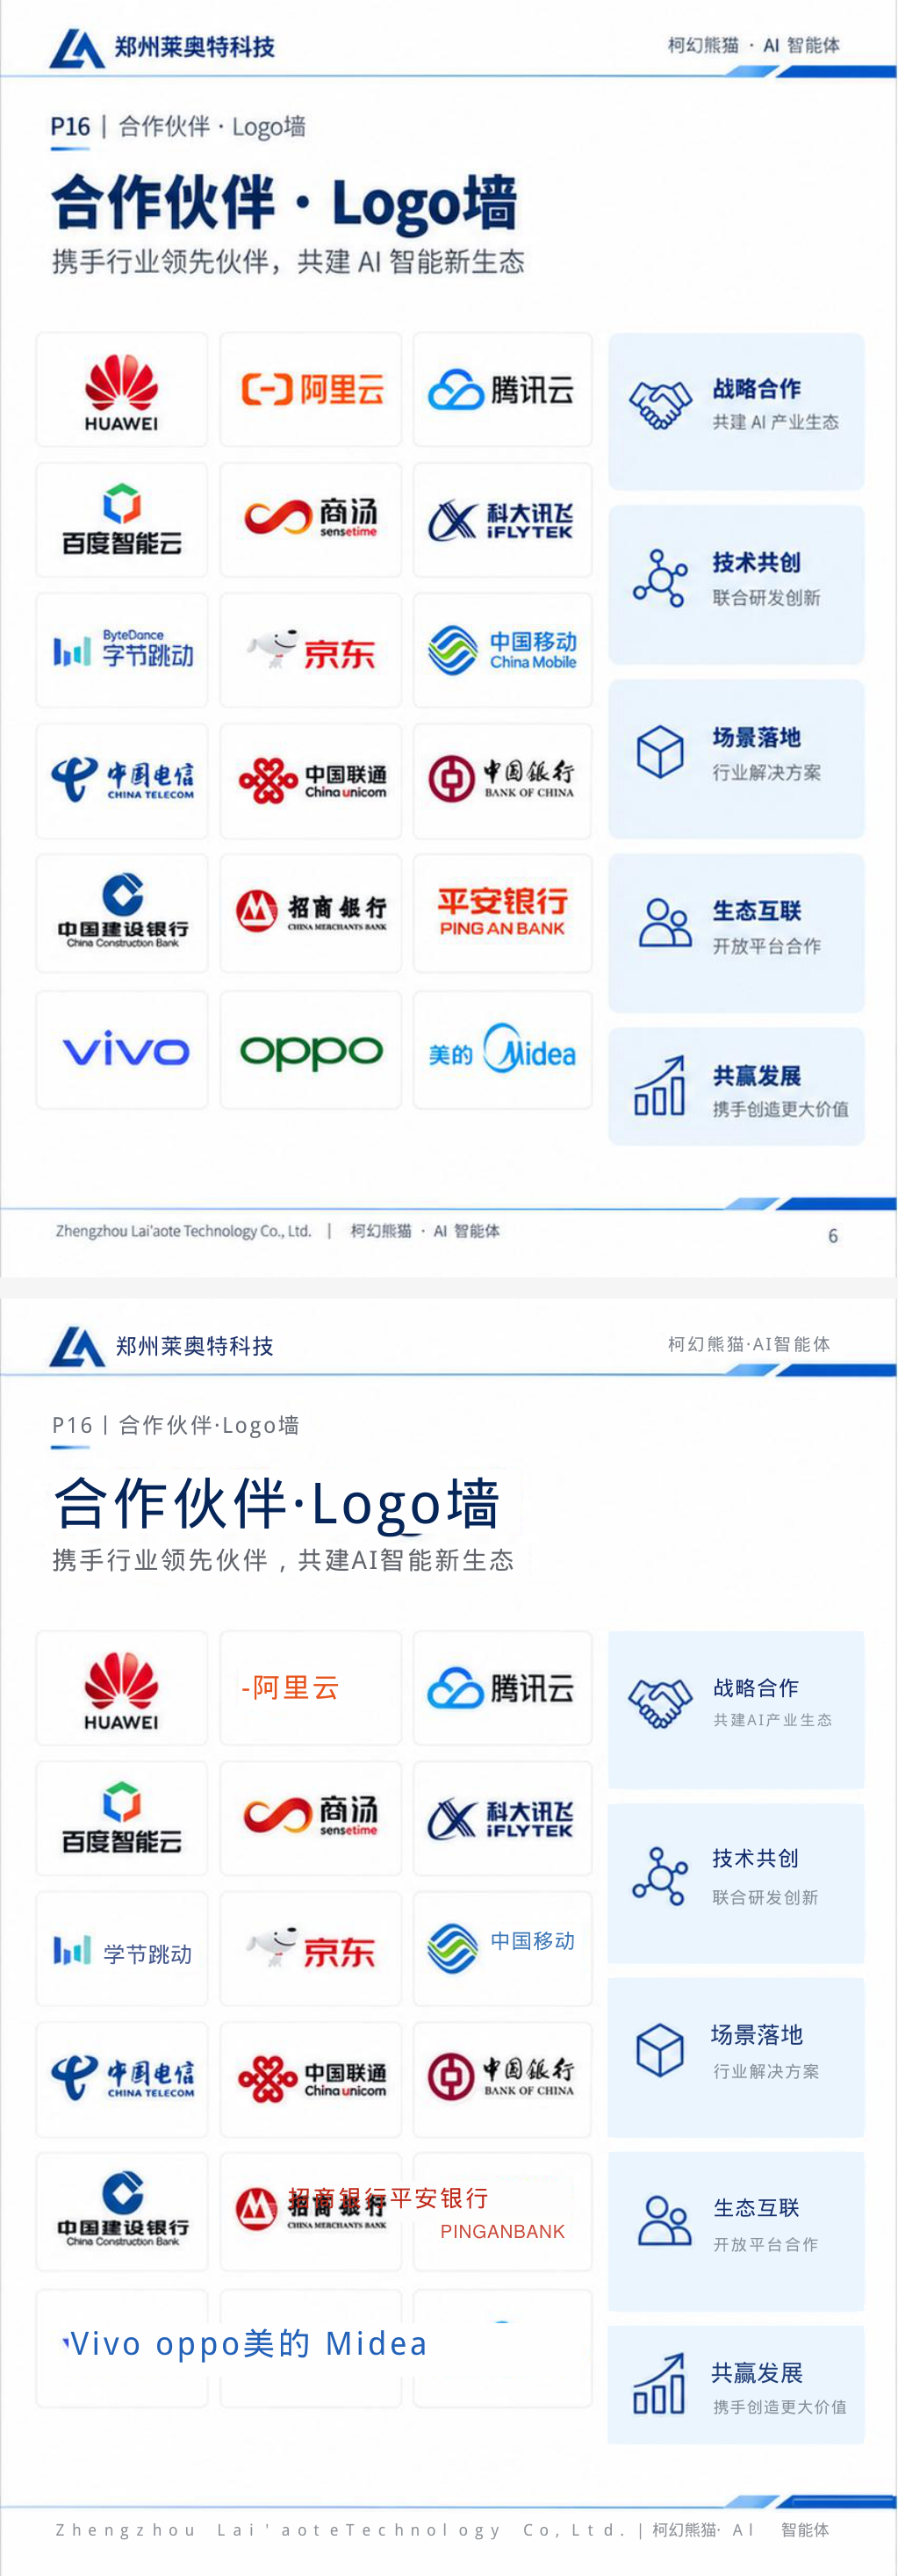 郑州莱奥特科技
柯幻熊猫 · AI 智能体
P16 | 合作伙伴 · Logo墙
合作伙伴 · Logo墙
携手行业领先伙伴，共建 AI 智能新生态
HUAWEI
阿里云
腾讯云
战略合作
共建 AI 产业生态
百度智能云
商汤
sensetime
科大讯飞
iFLYTEK
技术共创
联合研发创新
ByteDance
字节跳动
京东
中国移动
China Mobile
场景落地
行业解决方案
中国电信
CHINA TELECOM
中国联通
China unicom
中国银行
BANK OF CHINA
中国建设银行
China Construction Bank
招商银行
CHINA MERCHANTS BANK
平安银行
PING AN BANK
生态互联
开放平台合作
vivo
oppo
美的 Midea
共赢发展
携手创造更大价值
Zhengzhou Lai'aote Technology Co., Ltd. | 柯幻熊猫 · AI 智能体
6
郑州莱奥特科技
柯幻熊猫·AI智能体
P16 | 合作伙伴·Logo墙
合作伙伴·Logo墙
携手行业领先伙伴，共建AI智能新生态
HUAWEI
-阿里云
腾讯云
战略合作
共建AI产业生态
百度智能云
商汤
sensetime
科大讯飞
iFLYTEK
技术共创
联合研发创新
学节跳动
京东
中国移动
场景落地
行业解决方案
中国电信
CHINA TELECOM
中国联通
China unicom
中国银行
BANK OF CHINA
中国建设银行
China Construction Bank
招商银行平安银行
招商银行
CHINA MERCHANTS BANK
PINGANBANK
生态互联
开放平台合作
Vivo oppo美的 Midea
共赢发展
携手创造更大价值
Zhengzhou Lai'aoteTechnology Co,Ltd.|柯幻熊猫· Al 智能体